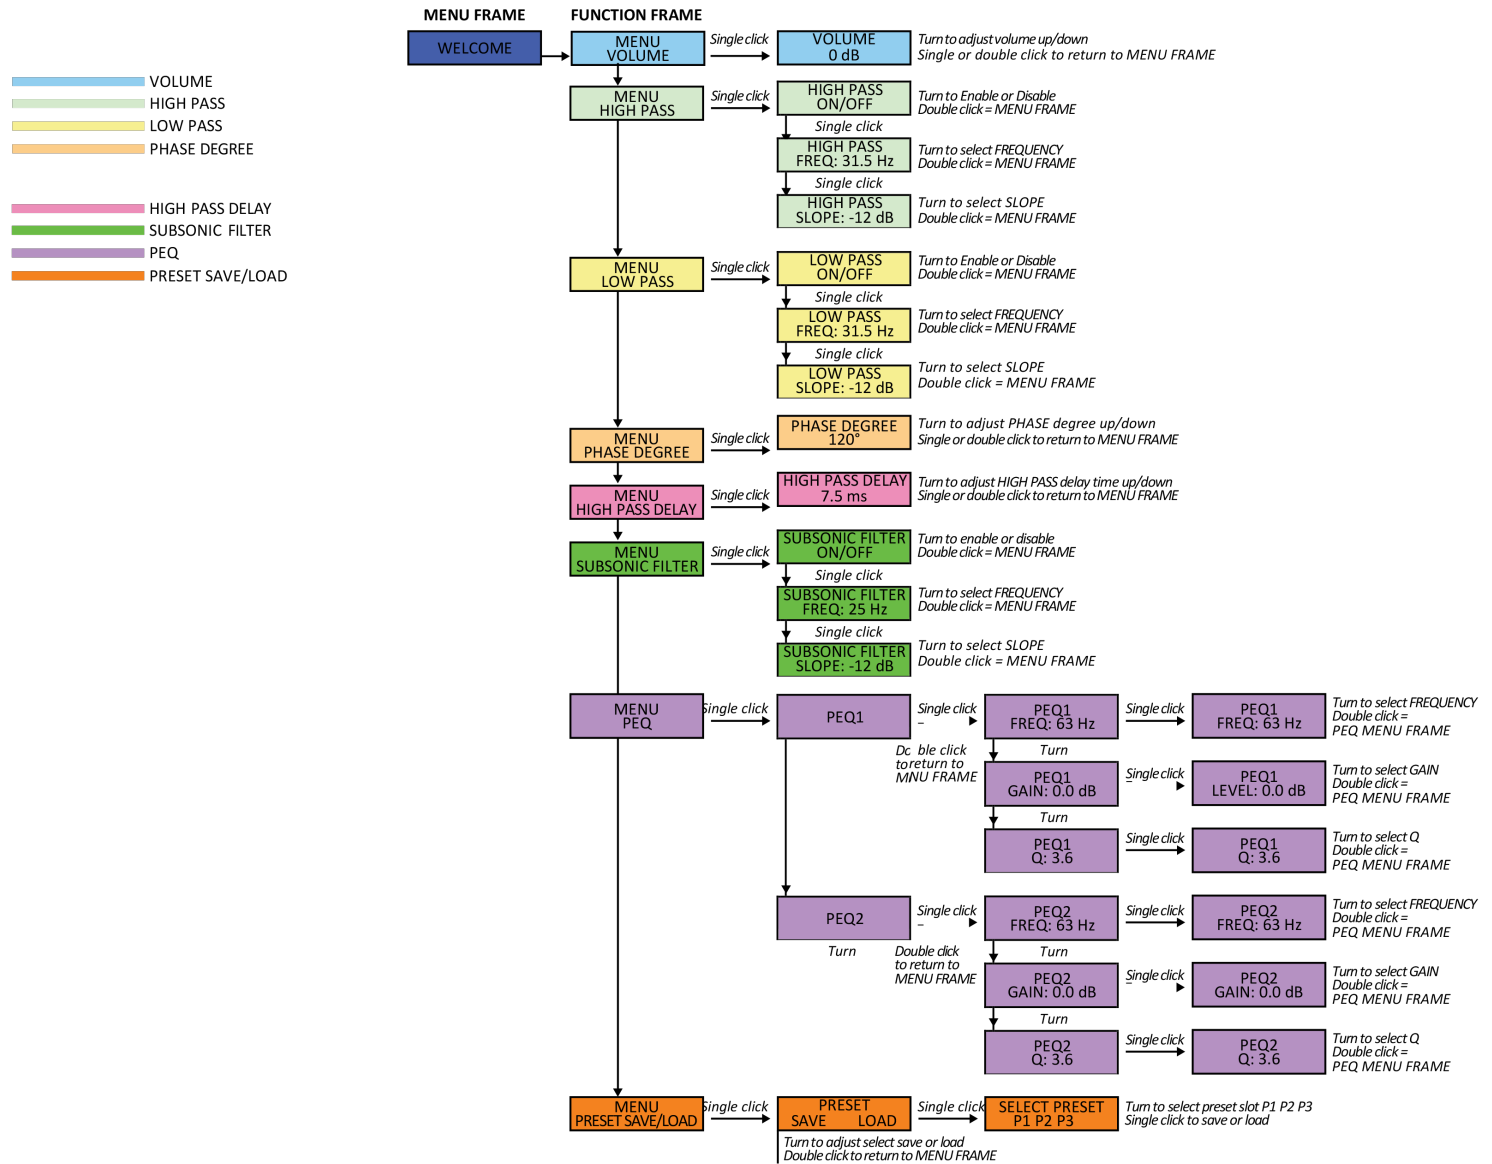 MENU FRAME
FUNCTION FRAME
WELCOME
MENU
VOLUME
Single click
VOLUME
0 dB
Turn to adjust volume up/down
Single or double click to return to MENU FRAME
VOLUME
HIGH PASS
LOW PASS
PHASE DEGREE
HIGH PASS DELAY
SUBSONIC FILTER
PEQ
PRESET SAVE/LOAD
MENU
HIGH PASS
Single click
HIGH PASS
ON/OFF
Turn to Enable or Disable
Double click = MENU FRAME
Single click
HIGH PASS
FREQ: 31.5 Hz
Turn to select FREQUENCY
Double click = MENU FRAME
Single click
HIGH PASS
SLOPE: -12 dB
Turn to select SLOPE
Double click = MENU FRAME
MENU
LOW PASS
Single click
LOW PASS
ON/OFF
Turn to Enable or Disable
Double click = MENU FRAME
Single click
LOW PASS
FREQ: 31.5 Hz
Turn to select FREQUENCY
Double click = MENU FRAME
Single click
LOW PASS
SLOPE: -12 dB
Turn to select SLOPE
Double click = MENU FRAME
MENU
PHASE DEGREE
Single click
PHASE DEGREE
120°
Turn to adjust PHASE degree up/down
Single or double click to return to MENU FRAME
MENU
HIGH PASS DELAY
Single click
HIGH PASS DELAY
7.5 ms
Turn to adjust HIGH PASS delay time up/down
Single or double click to return to MENU FRAME
MENU
SUBSONIC FILTER
Single click
SUBSONIC FILTER
ON/OFF
Turn to enable or disable
Double click = MENU FRAME
Single click
SUBSONIC FILTER
FREQ: 25 Hz
Turn to select FREQUENCY
Double click = MENU FRAME
Single click
SUBSONIC FILTER
SLOPE: -12 dB
Turn to select SLOPE
Double click = MENU FRAME
MENU
PEQ
Single click
PEQ1
Single click
Dc ble click
to return to
MNU FRAME
PEQ1
FREQ: 63 Hz
Single click
PEQ1
FREQ: 63 Hz
Turn to select FREQUENCY
Double click =
PEQ MENU FRAME
Turn
PEQ1
GAIN: 0.0 dB
Single click
PEQ1
LEVEL: 0.0 dB
Turn to select GAIN
Double click =
PEQ MENU FRAME
Turn
PEQ1
Q: 3.6
Single click
PEQ1
Q: 3.6
Turn to select Q
Double click =
PEQ MENU FRAME
PEQ2
Turn
Single click
Double click
to return to
MENU FRAME
PEQ2
FREQ: 63 Hz
Single click
PEQ2
FREQ: 63 Hz
Turn to select FREQUENCY
Double click =
PEQ MENU FRAME
Turn
PEQ2
GAIN: 0.0 dB
Single click
PEQ2
GAIN: 0.0 dB
Turn to select GAIN
Double click =
PEQ MENU FRAME
Turn
PEQ2
Q: 3.6
Single click
PEQ2
Q: 3.6
Turn to select Q
Double click =
PEQ MENU FRAME
MENU
PRESET SAVE/LOAD
Single click
PRESET
SAVE LOAD
Turn to adjust select save or load
Double click to return to MENU FRAME
Single click
SELECT PRESET
P1 P2 P3
Turn to select preset slot P1 P2 P3
Single click to save or load